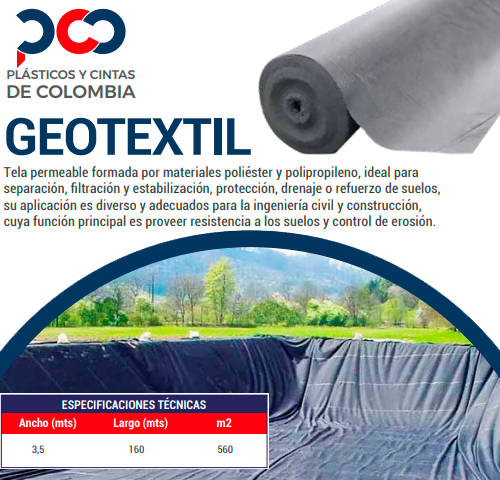 pcc
PLÁSTICOS Y CINTAS
DE COLOMBIA
GEOTEXTIL
Tela permeable formada por materiales poliéster y polipropileno, ideal para
separación, filtración y estabilización, protección, drenaje o refuerzo de suelos,
su aplicación es diverso y adecuados para la ingeniería civil y construcción,
cuya función principal es proveer resistencia a los suelos y control de erosión.
ESPECIFICACIONES TÉCNICAS
Ancho (mts) Largo (mts) m2
3,5 160 560